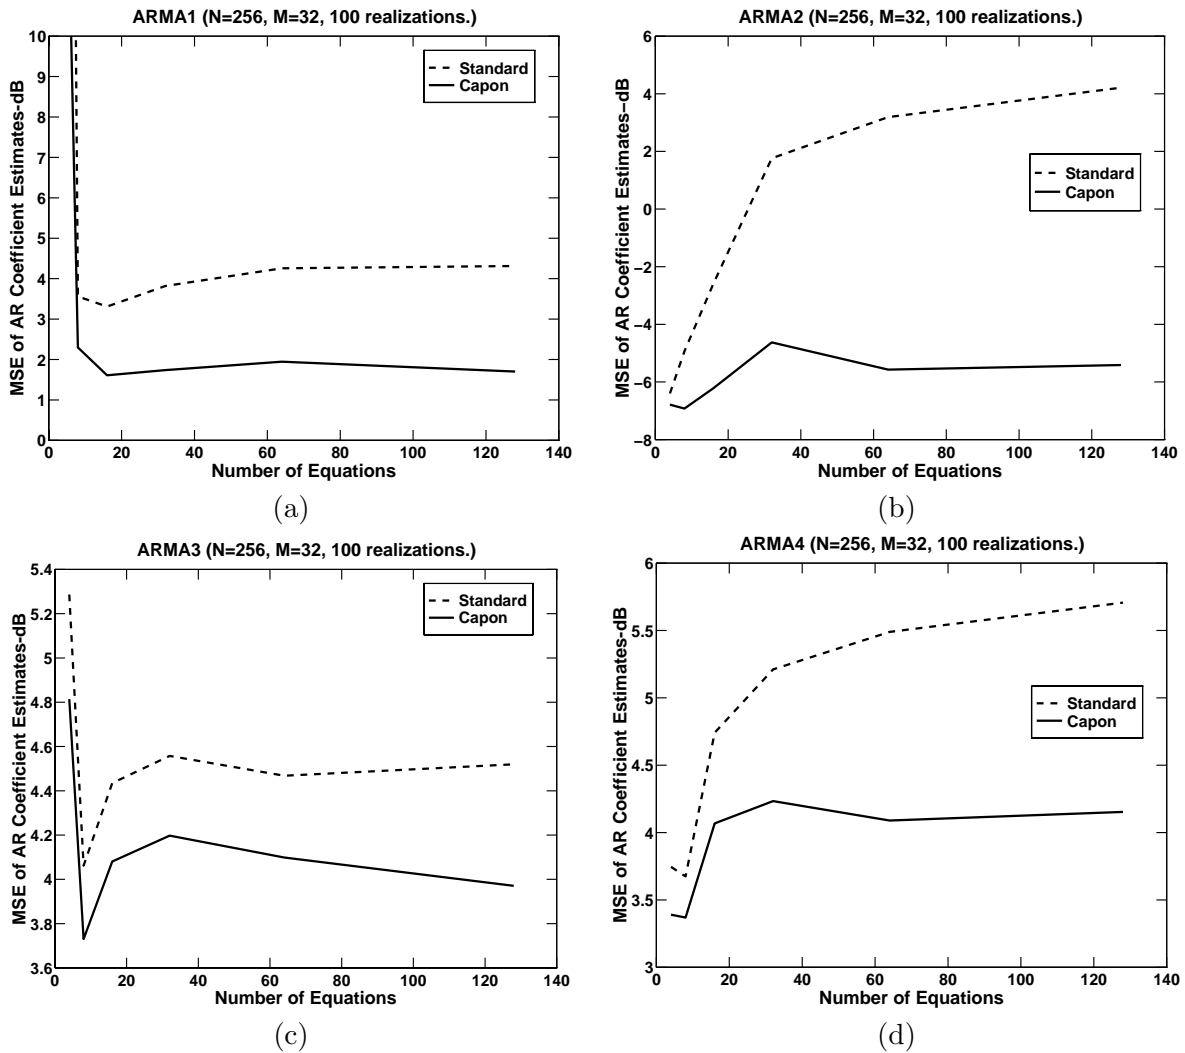 ARMA1 (N=256, M=32, 100 realizations.)
10
9
8
7
6
5
4
3
2
1
0
MSE of AR Coefficient Estimates-dB
Standard
Capon
0 20 40 60 80 100 120 140
Number of Equations
(a)
ARMA2 (N=256, M=32, 100 realizations.)
6
4
2
0
−2
−4
−6
−8
MSE of AR Coefficient Estimates−dB
Standard
Capon
0 20 40 60 80 100 120 140
Number of Equations
(b)
ARMA3 (N=256, M=32, 100 realizations.)
5.4
5.2
5
4.8
4.6
4.4
4.2
4
3.8
3.6
MSE of AR Coefficient Estimates-dB
Standard
Capon
0 20 40 60 80 100 120 140
Number of Equations
(c)
ARMA4 (N=256, M=32, 100 realizations.)
6
5.5
5
4.5
4
3.5
3
MSE of AR Coefficient Estimates-dB
Standard
Capon
0 20 40 60 80 100 120 140
Number of Equations
(d)